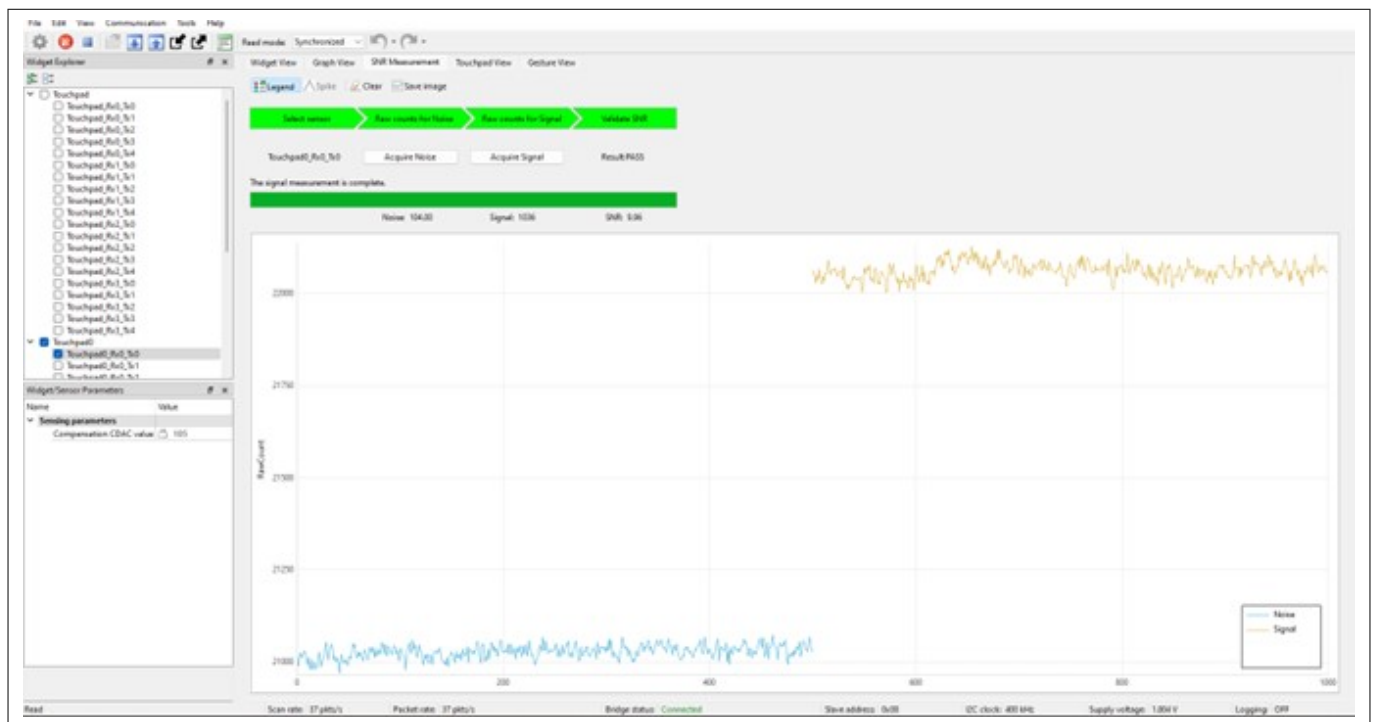 File Edit View Communication Tools Help
Read mode: Synchronized
Widget Explorer
Widget View Graph View SNR Measurement Touchpad View Gesture View
Legend Spike Clear Save image
Touchpad
Touchpad_Rx0_Tx0
Touchpad_Rx0_Tx1
Touchpad_Rx0_Tx2
Touchpad_Rx0_Tx3
Touchpad_Rx0_Tx4
Touchpad_Rx1_Tx0
Touchpad_Rx1_Tx1
Touchpad_Rx1_Tx2
Touchpad_Rx1_Tx3
Touchpad_Rx1_Tx4
Touchpad_Rx2_Tx0
Touchpad_Rx2_Tx1
Touchpad_Rx2_Tx2
Touchpad_Rx2_Tx3
Touchpad_Rx2_Tx4
Touchpad_Rx3_Tx0
Touchpad_Rx3_Tx1
Touchpad_Rx3_Tx2
Touchpad_Rx3_Tx3
Touchpad_Rx3_Tx4
Touchpad0
Touchpad0_Rx0_Tx0
Touchpad0_Rx0_Tx1
Widget/Sensor Parameters
Name Value
Sensing parameters
Compensation CDAC value 105
Select sensor Raw counts for Noise Raw counts for Signal Validate SNR
Touchpad0_Rx0_Tx0 Acquire Noise Acquire Signal Result:PASS
The signal measurement is complete.
Noise: 104.00 Signal: 1036 SNR: 9.96
RawCount
22000
21750
21500
21250
21000
0 200 400 600 800 1000
Noise
Signal
Read Scan rate: 37 pkts/s Packet rate: 37 pkts/s Bridge status: Connected Slave address: 0x08 I2C clock: 400 kHz Supply voltage: 1.804 V Logging: OFF